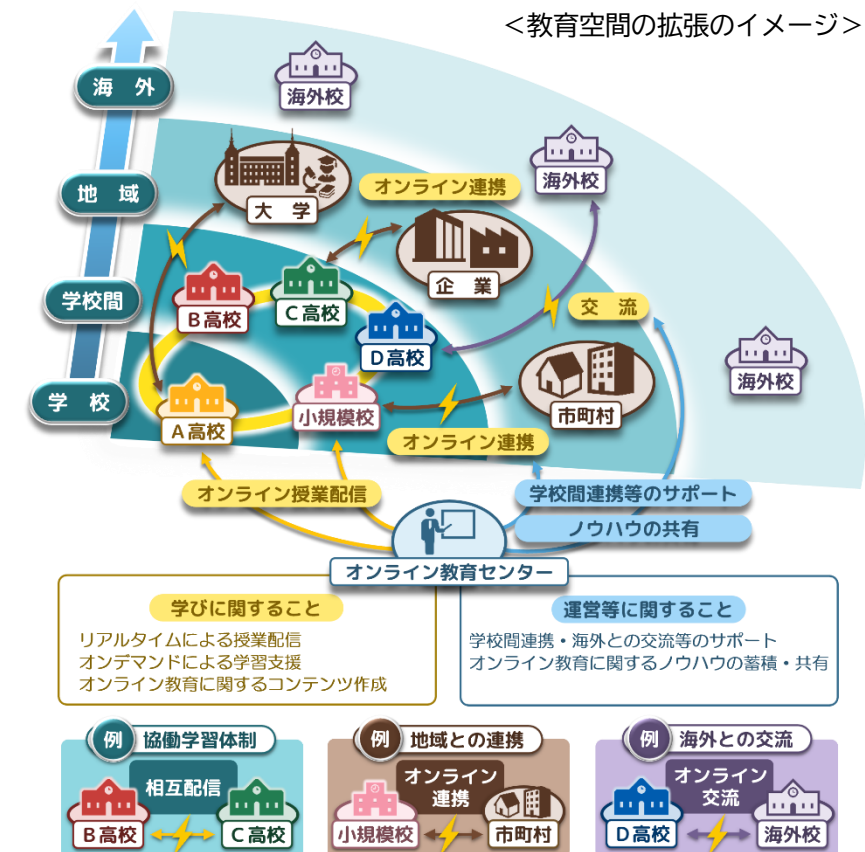 ＜教育空間の拡張のイメージ＞
海　外
海外校
地　域
大　学
オンライン連携
海外校
企　業
学校間
B高校
C高校
D高校
交　流
海外校
学　校
A高校
小規模校
市町村
オンライン連携
オンライン授業配信
学校間連携等のサポート
ノウハウの共有
オンライン教育センター
学びに関すること
リアルタイムによる授業配信
オンデマンドによる学習支援
オンライン教育に関するコンテンツ作成
運営等に関すること
学校間連携・海外との交流等のサポート
オンライン教育に関するノウハウの蓄積・共有
例 協働学習体制
相互配信
B高校
C高校
例 地域との連携
オンライン
連携
小規模校
市町村
例 海外との交流
オンライン
交流
D高校
海外校